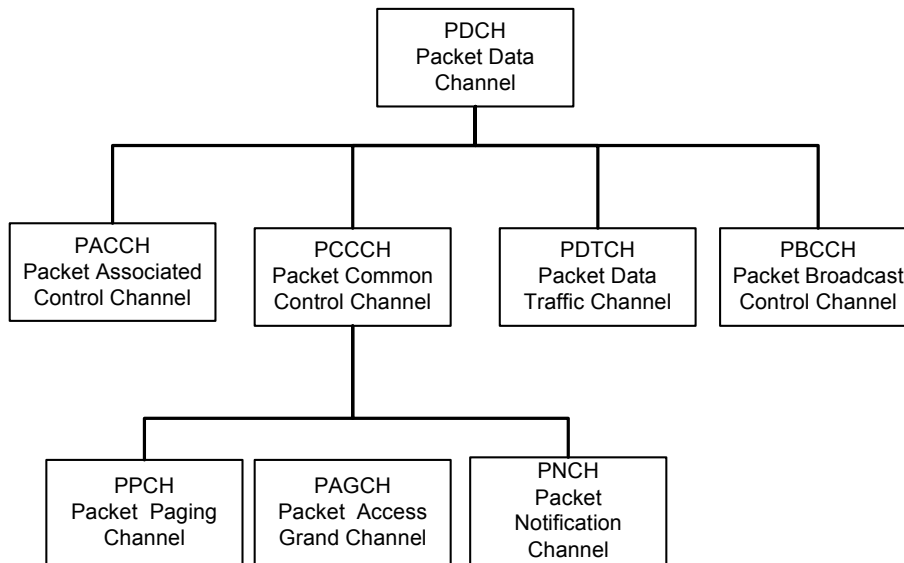 PDCH
Packet Data
Channel
PACCH
Packet Associated
Control Channel
PCCCH
Packet Common
Control Channel
PDTCH
Packet Data
Traffic Channel
PBCCH
Packet Broadcast
Control Channel
PPCH
Packet Paging
Channel
PAGCH
Packet Access
Grand Channel
PNCH
Packet
Notification
Channel